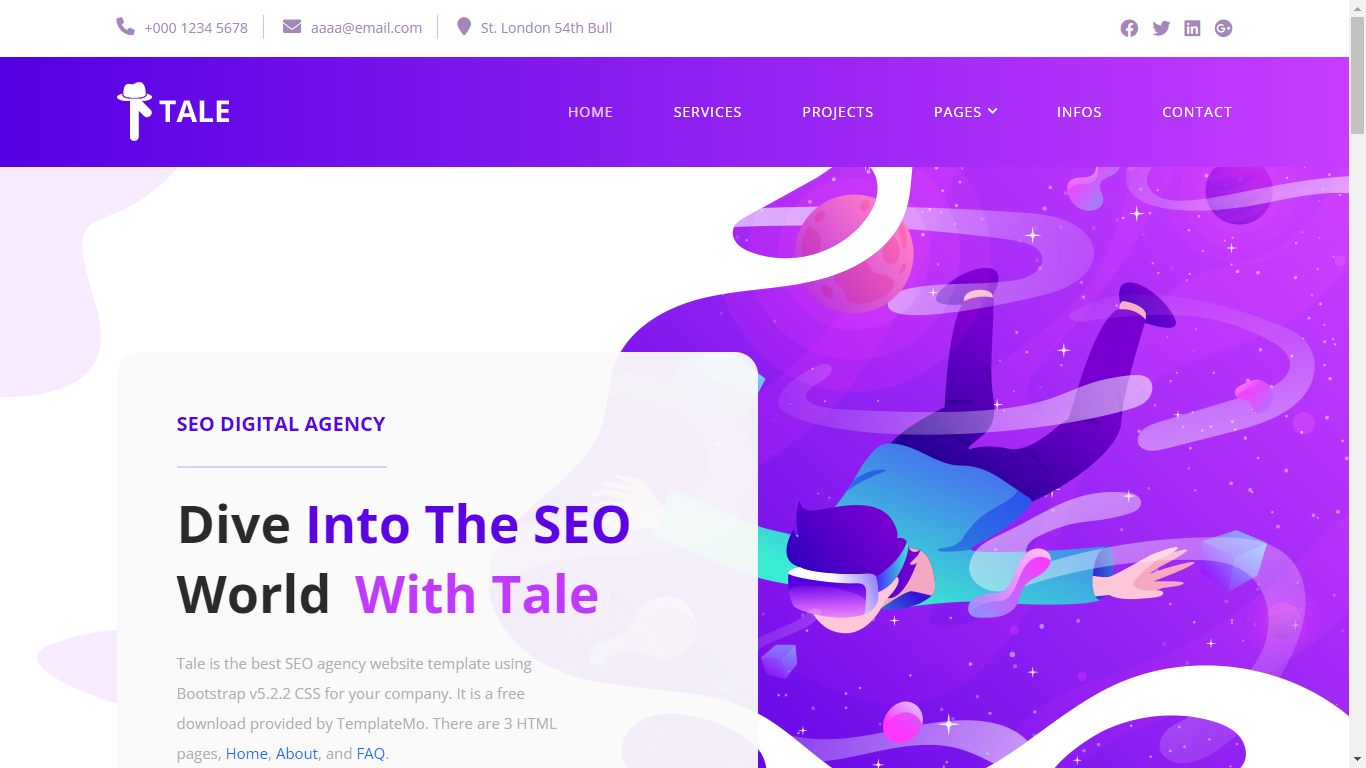 +000 1234 5678
aaaa@email.com
St. London 54th Bull
TALE
HOME
SERVICES
PROJECTS
PAGES
INFOS
CONTACT
SEO DIGITAL AGENCY
Dive Into The SEO
World With Tale
Tale is the best SEO agency website template using
Bootstrap v5.2.2 CSS for your company. It is a free
download provided by TemplateMo. There are 3 HTML
pages, Home, About, and FAQ.